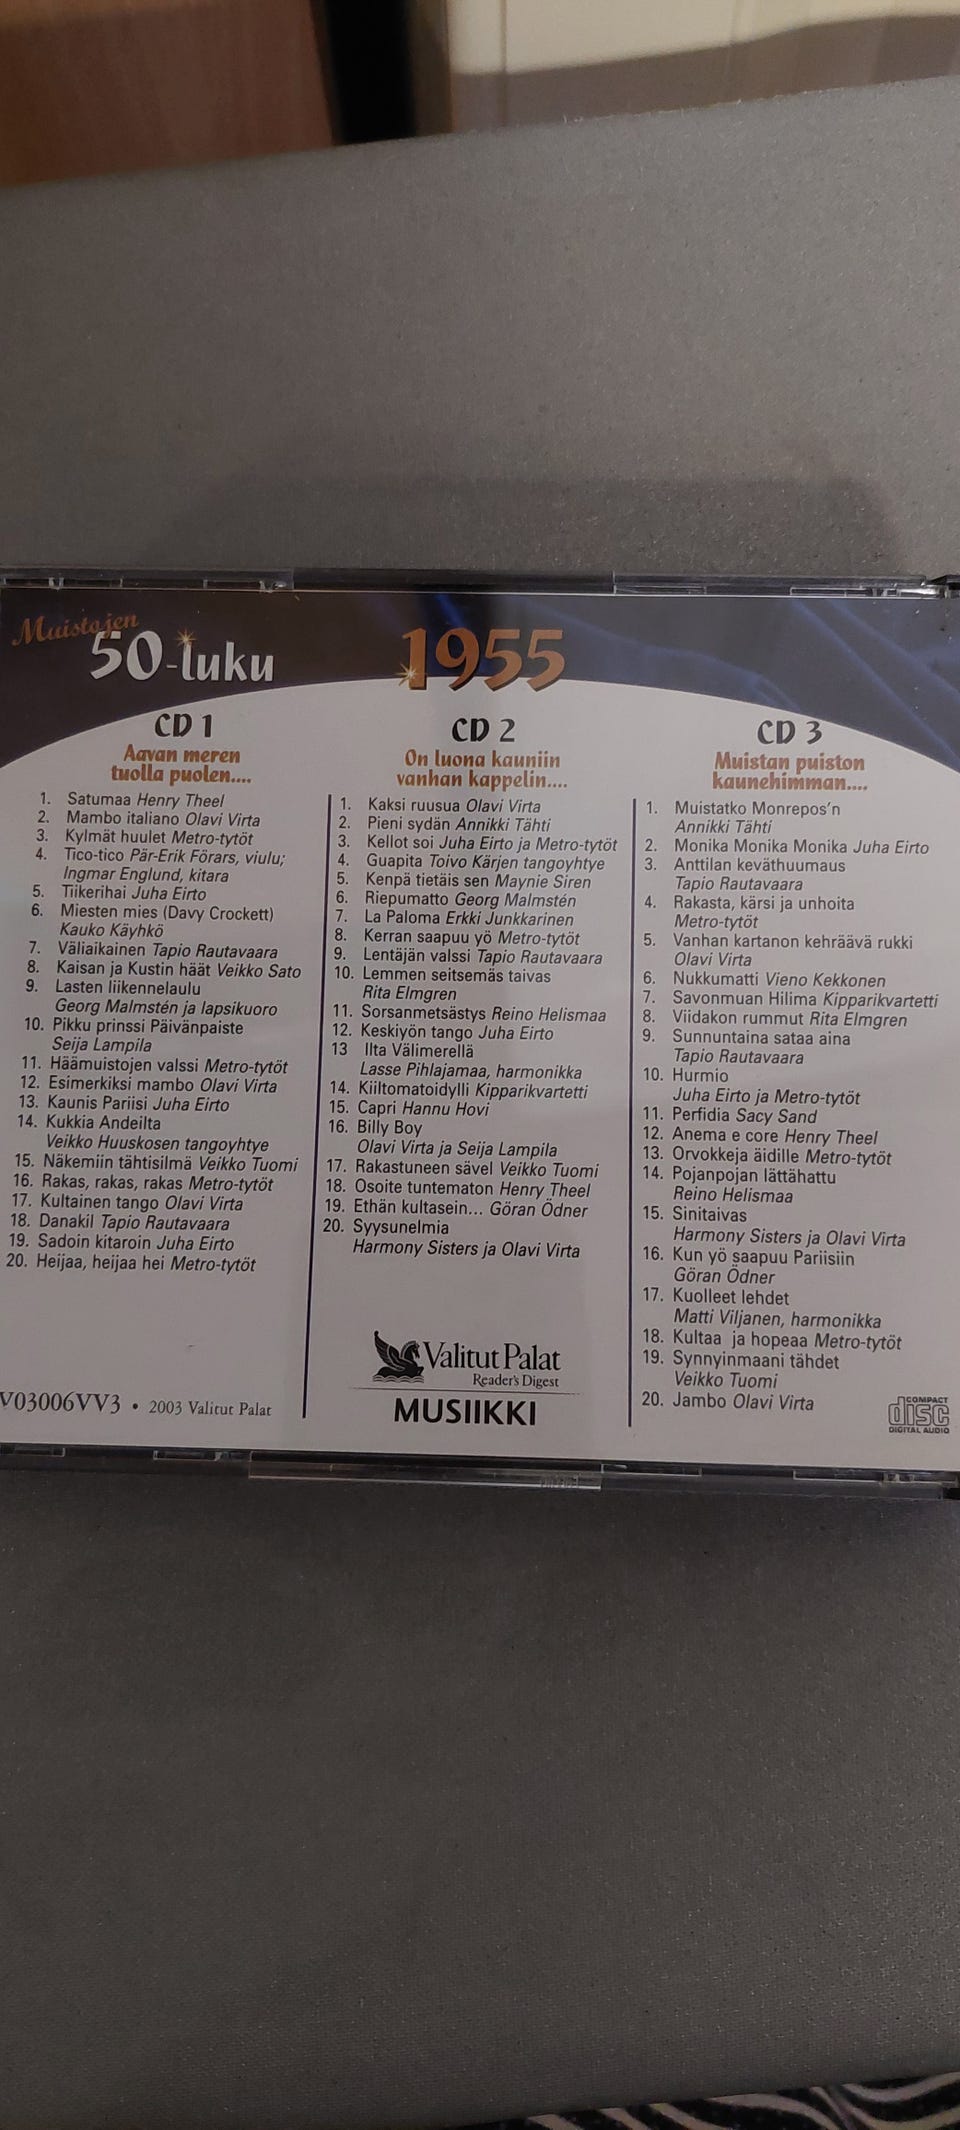 Muistojen
50-luku
1955
CD 1
Aavan meren
tuolla puolen....
1. Satumaa Henry Theel
2. Mambo italiano Olavi Virta
3. Kylmät huulet Metro-tytöt
4. Tico-tico Pär-Erik Förars, viulu;
Ingmar Englund, kitara
5. Tiikerihai Juha Eirto
6. Miesten mies (Davy Crockett)
Kauko Käyhkö
7. Väliaikainen Tapio Rautavaara
8. Kaisan ja Kustin häät Veikko Sato
9. Lasten liikennelaulu
Georg Malmstén ja lapsikuoro
10. Pikku prinssi Päivänpaiste
Seija Lampila
11. Häämuistojen valssi Metro-tytöt
12. Esimerkiksi mambo Olavi Virta
13. Kaunis Pariisi Juha Eirto
14. Kukkia Andeilta
Veikko Huuskosen tangoyhtye
15. Näkemiin tähtisilmä Veikko Tuomi
16. Rakas, rakas, rakas Metro-tytöt
17. Kultainen tango Olavi Virta
18. Danakil Tapio Rautavaara
19. Sadoin kitaroin Juha Eirto
20. Heijaa, heijaa hei Metro-tytöt
V03006VV3 • 2003 Valitut Palat
CD 2
On luona kauniin
vanhan kappelin....
1. Kaksi ruusua Olavi Virta
2. Pieni sydän Annikki Tähti
3. Kellot soi Juha Eirto ja Metro-tytöt
4. Guapita Toivo Kärjen tangoyhtye
5. Kenpä tietäis sen Maynie Siren
6. Riepumatto Georg Malmstén
7. La Paloma Erkki Junkkarinen
8. Kerran saapuu yö Metro-tytöt
9. Lentäjän valssi Tapio Rautavaara
10. Lemmen seitsemäs taivas
Rita Elmgren
11. Sorsanmetsästys Reino Helismaa
12. Keskiyön tango Juha Eirto
13 Ilta Välimerellä
Lasse Pihlajamaa, harmonikka
14. Kiiltomatoidylli Kipparikvartetti
15. Capri Hannu Hovi
16. Billy Boy
Olavi Virta ja Seija Lampila
17. Rakastuneen sävel Veikko Tuomi
18. Osoite tuntematon Henry Theel
19. Ethän kultasein... Göran Ödner
20. Syysunelmia
Harmony Sisters ja Olavi Virta
Valitut Palat
Reader's Digest
MUSIIKKI
CD 3
Muistan puiston
kaunehimman....
1. Muistatko Monrepos'n
Annikki Tähti
2. Monika Monika Monika Juha Eirto
3. Anttilan keväthuumaus
Tapio Rautavaara
4. Rakasta, kärsi ja unhoita
Metro-tytöt
5. Vanhan kartanon kehräävä rukki
Olavi Virta
6. Nukkumatti Vieno Kekkonen
7. Savonmuan Hilima Kipparikvartetti
8. Viidakon rummut Rita Elmgren
9. Sunnuntaina sataa aina
Tapio Rautavaara
10. Hurmio
Juha Eirto ja Metro-tytöt
11. Perfidia Sacy Sand
12. Anema e core Henry Theel
13. Orvokkeja äidille Metro-tytöt
14. Pojanpojan lättähattu
Reino Helismaa
15. Sinitaivas
Harmony Sisters ja Olavi Virta
16. Kun yö saapuu Pariisiin
Göran Ödner
17. Kuolleet lehdet
Matti Viljanen, harmonikka
18. Kultaa ja hopeaa Metro-tytöt
19. Synnyinmaani tähdet
Veikko Tuomi
20. Jambo Olavi Virta
COMPACT
disc
DIGITAL AUDIO